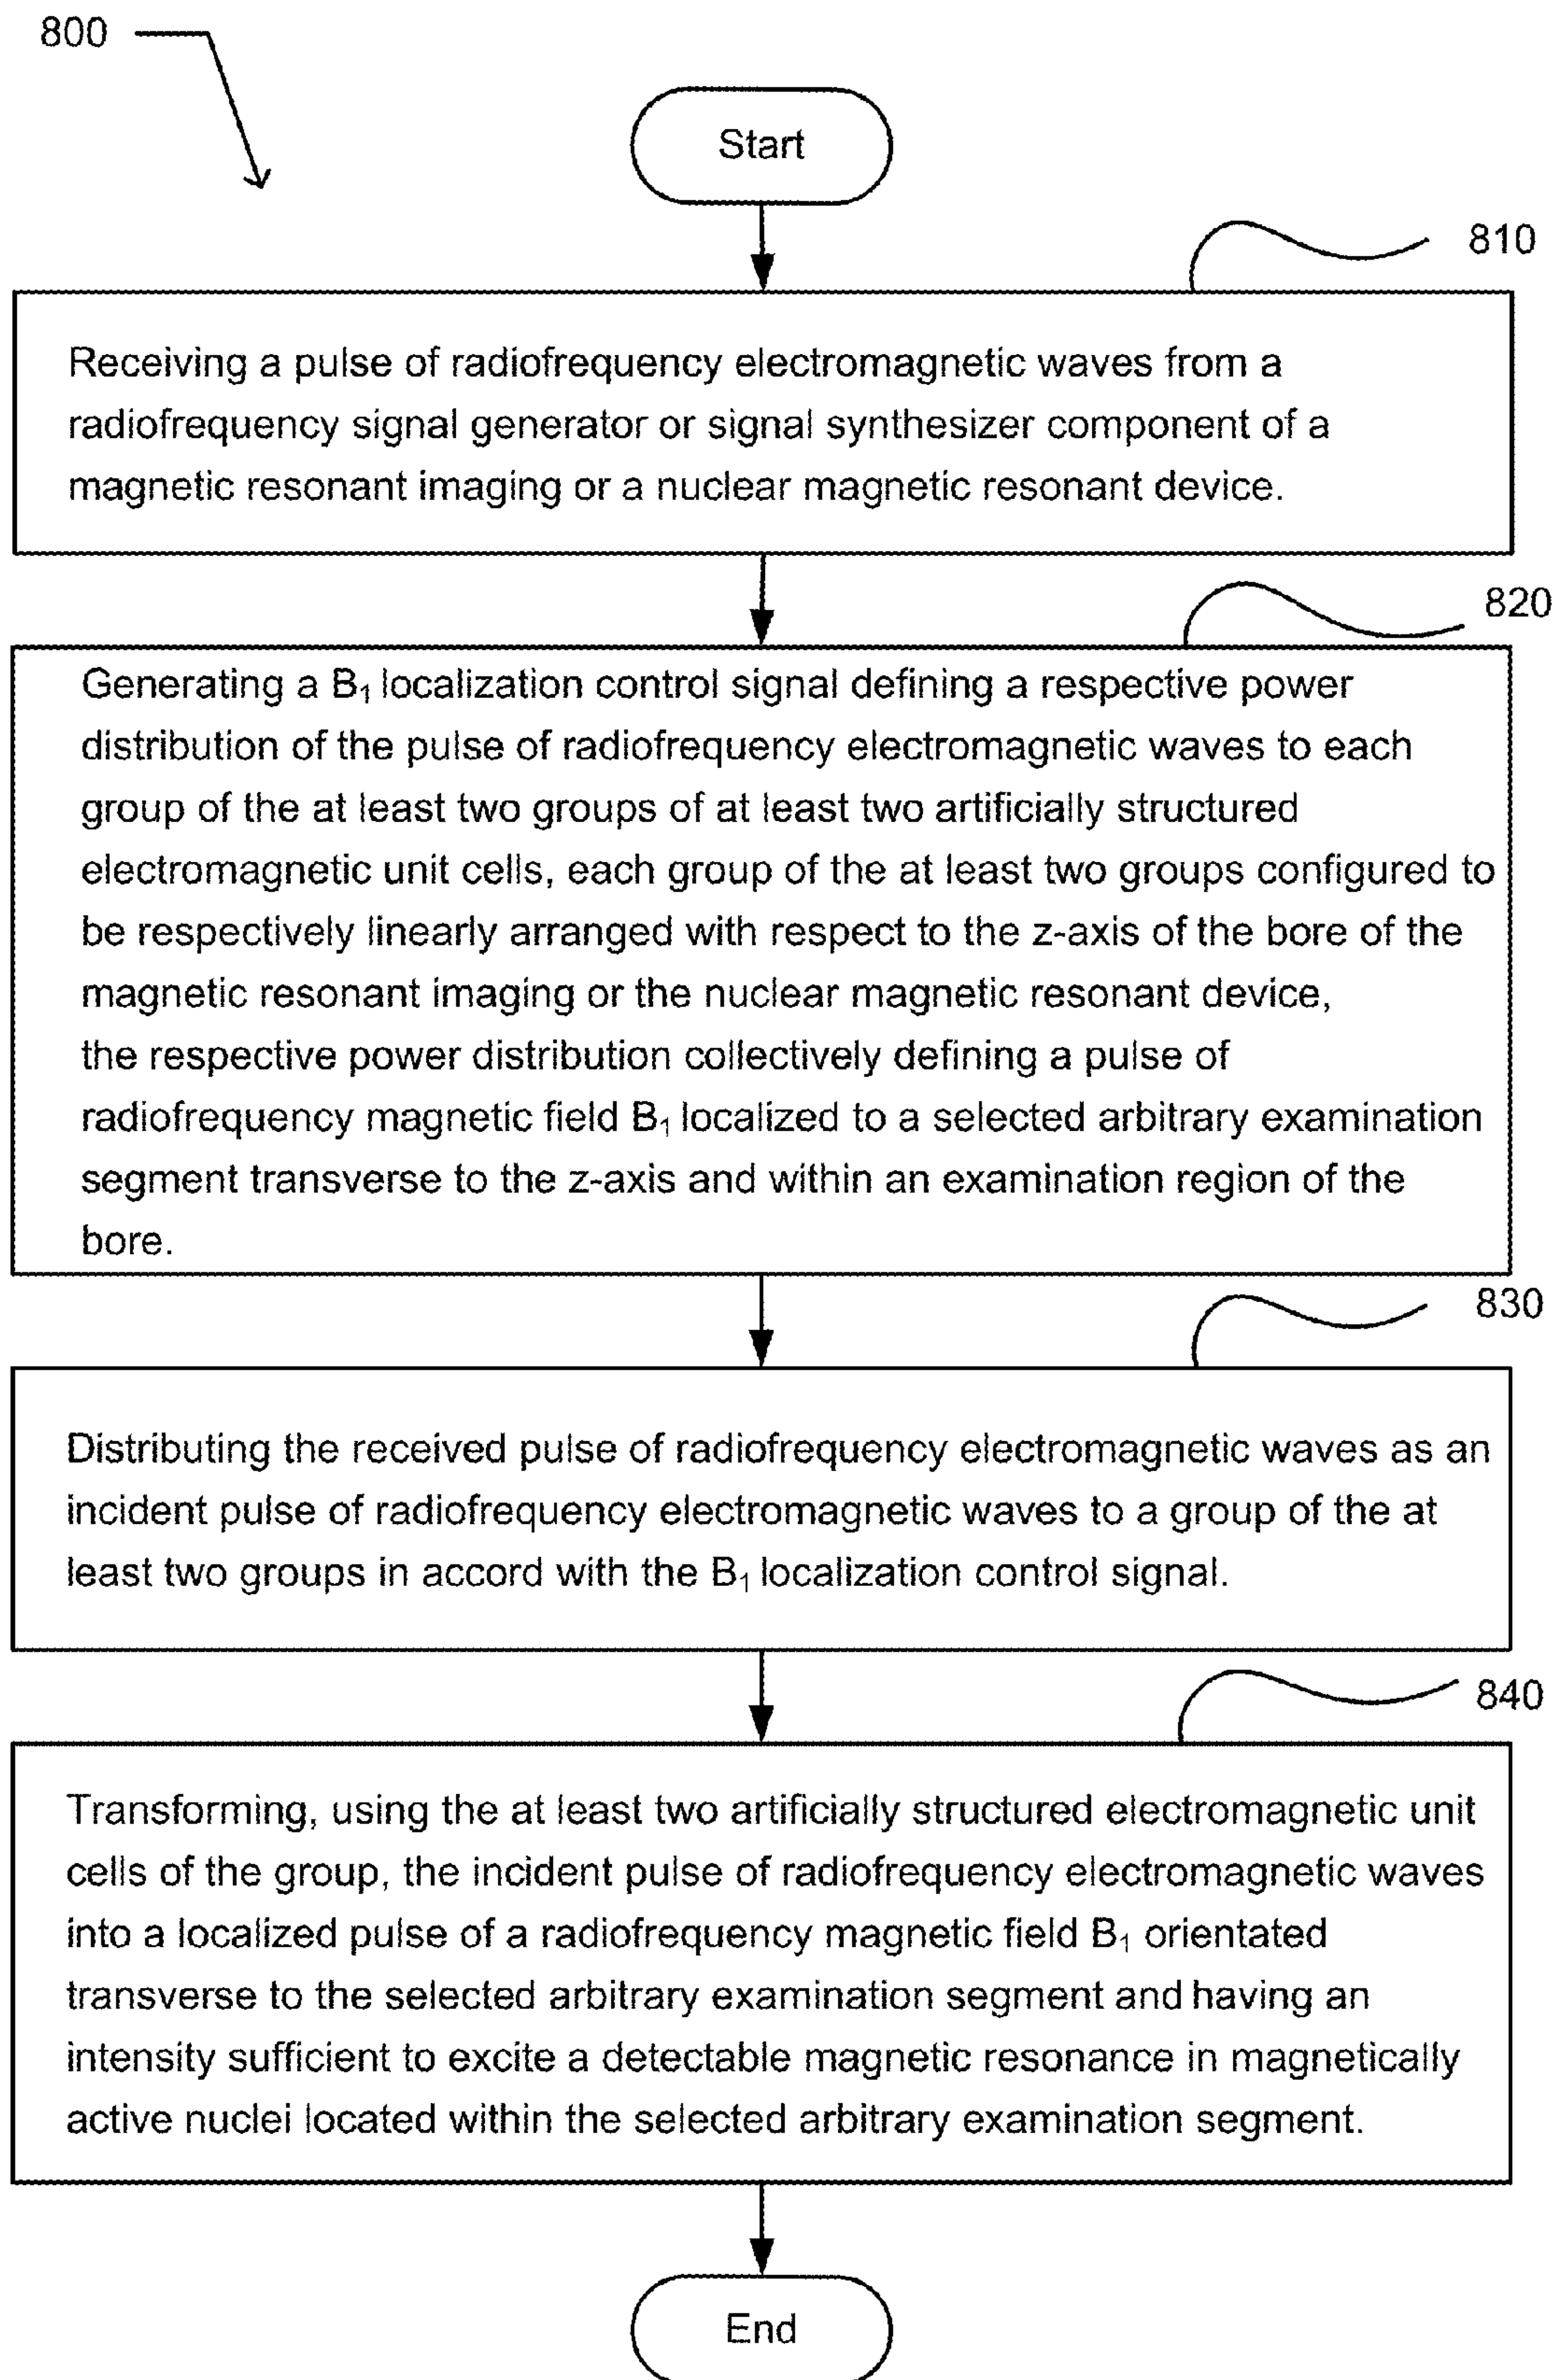 800
Start
810
Receiving a pulse of radiofrequency electromagnetic waves from a
radiofrequency signal generator or signal synthesizer component of a
magnetic resonant imaging or a nuclear magnetic resonant device.
820
Generating a B₁ localization control signal defining a respective power
distribution of the pulse of radiofrequency electromagnetic waves to each
group of the at least two groups of at least two artificially structured
electromagnetic unit cells, each group of the at least two groups configured to
be respectively linearly arranged with respect to the z-axis of the bore of the
magnetic resonant imaging or the nuclear magnetic resonant device,
the respective power distribution collectively defining a pulse of
radiofrequency magnetic field B₁ localized to a selected arbitrary examination
segment transverse to the z-axis and within an examination region of the
bore.
830
Distributing the received pulse of radiofrequency electromagnetic waves as an
incident pulse of radiofrequency electromagnetic waves to a group of the at
least two groups in accord with the B₁ localization control signal.
840
Transforming, using the at least two artificially structured electromagnetic unit
cells of the group, the incident pulse of radiofrequency electromagnetic waves
into a localized pulse of a radiofrequency magnetic field B₁ orientated
transverse to the selected arbitrary examination segment and having an
intensity sufficient to excite a detectable magnetic resonance in magnetically
active nuclei located within the selected arbitrary examination segment.
End